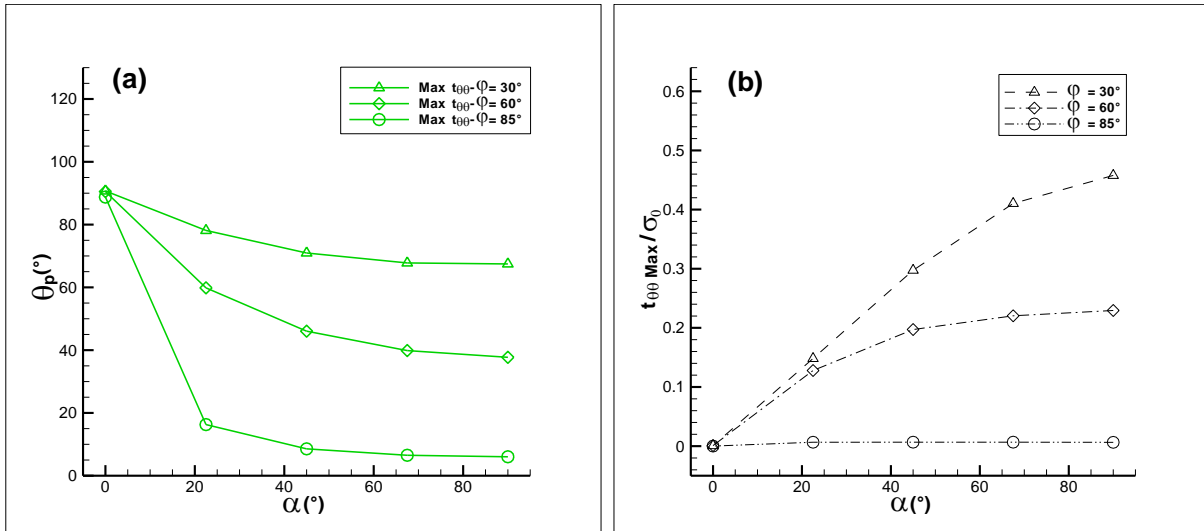 (a)
Max tθθ-φ= 30°
Max tθθ-φ= 60°
Max tθθ-φ= 85°
θp(°)
120
100
80
60
40
20
0
0 20 40 60 80
α(°)
(b)
φ = 30°
φ = 60°
φ = 85°
tθθ Max/σ0
0.6
0.5
0.4
0.3
0.2
0.1
0
0 20 40 60 80
α(°)